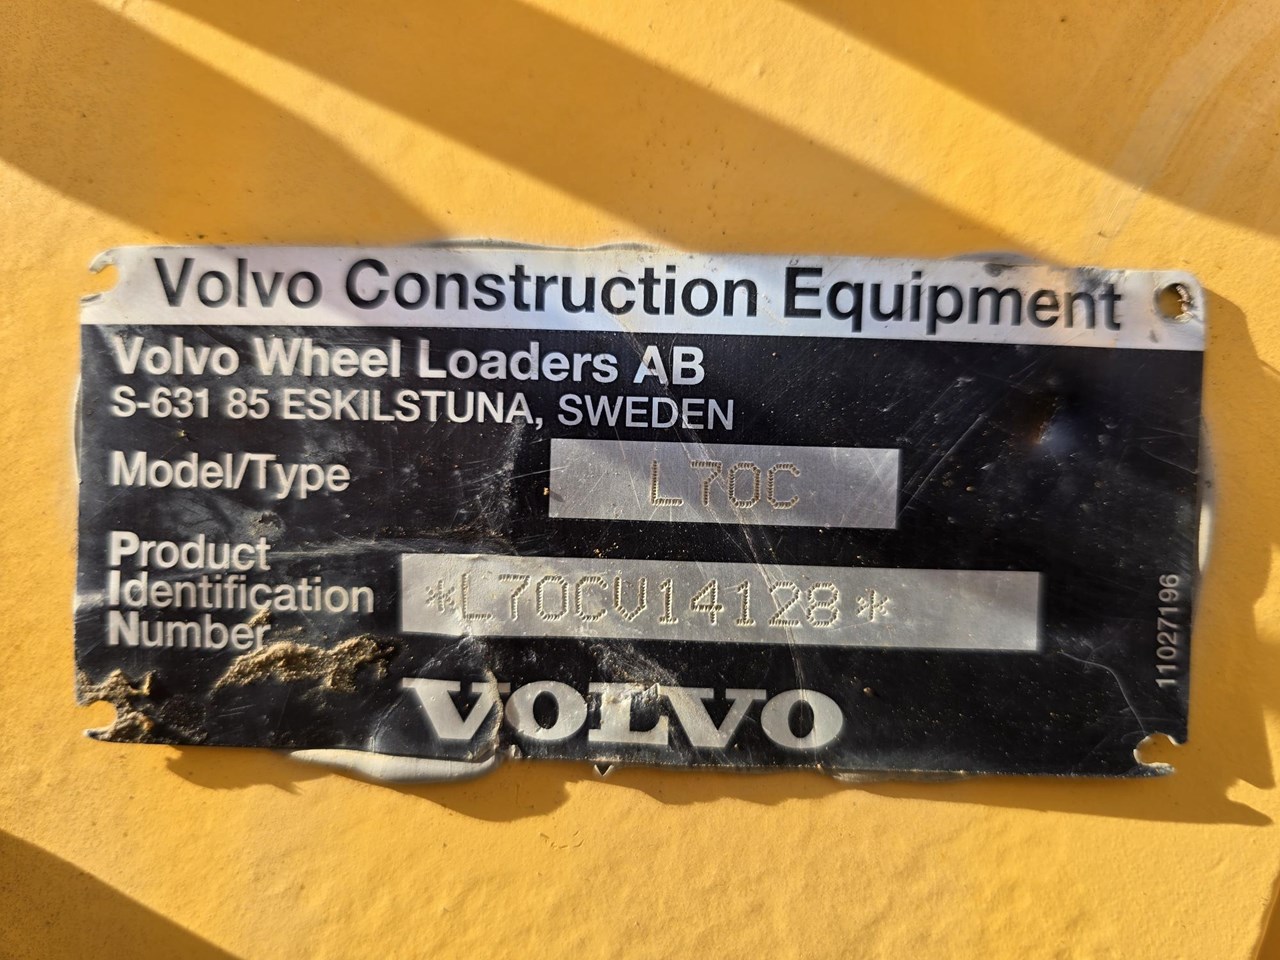 Volvo Construction Equipment
Volvo Wheel Loaders AB
S-631 85 ESKILSTUNA, SWEDEN
Model/Type L70C
Product
Identification
Number
*L70CV14128*
VOLVO
11027196